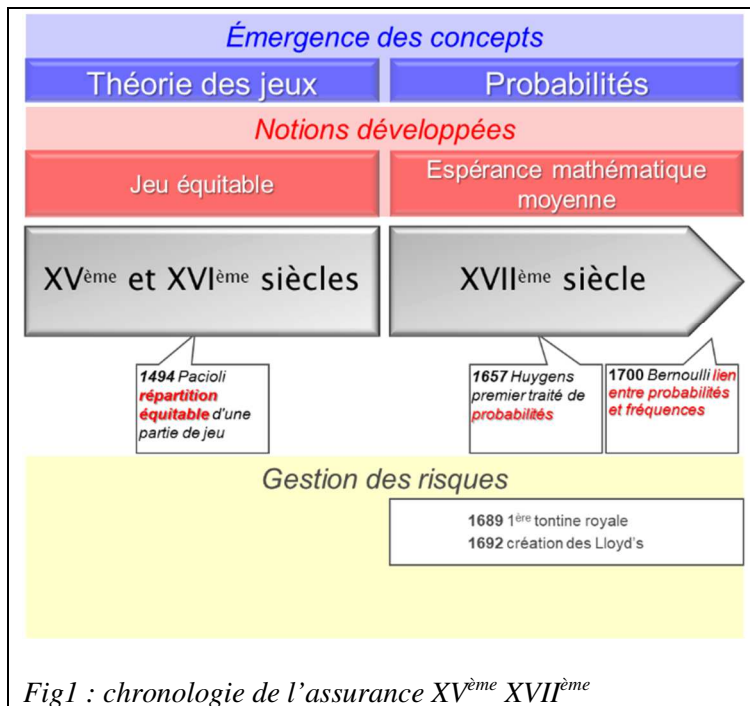 Émergence des concepts
Théorie des jeux
Probabilités
Notions développées
Jeu équitable
Espérance mathématique
moyenne
XVème et XVIème siècles
XVIIème siècle
1494 Pacioli
répartition
équitable d'une
partie de jeu
1657 Huygens
premier traité de
probabilités
1700 Bernoulli lien
entre probabilités
et fréquences
Gestion des risques
1689 1ère tontine royale
1692 création des Lloyd's
Fig1 : chronologie de l'assurance XVème XVIIème